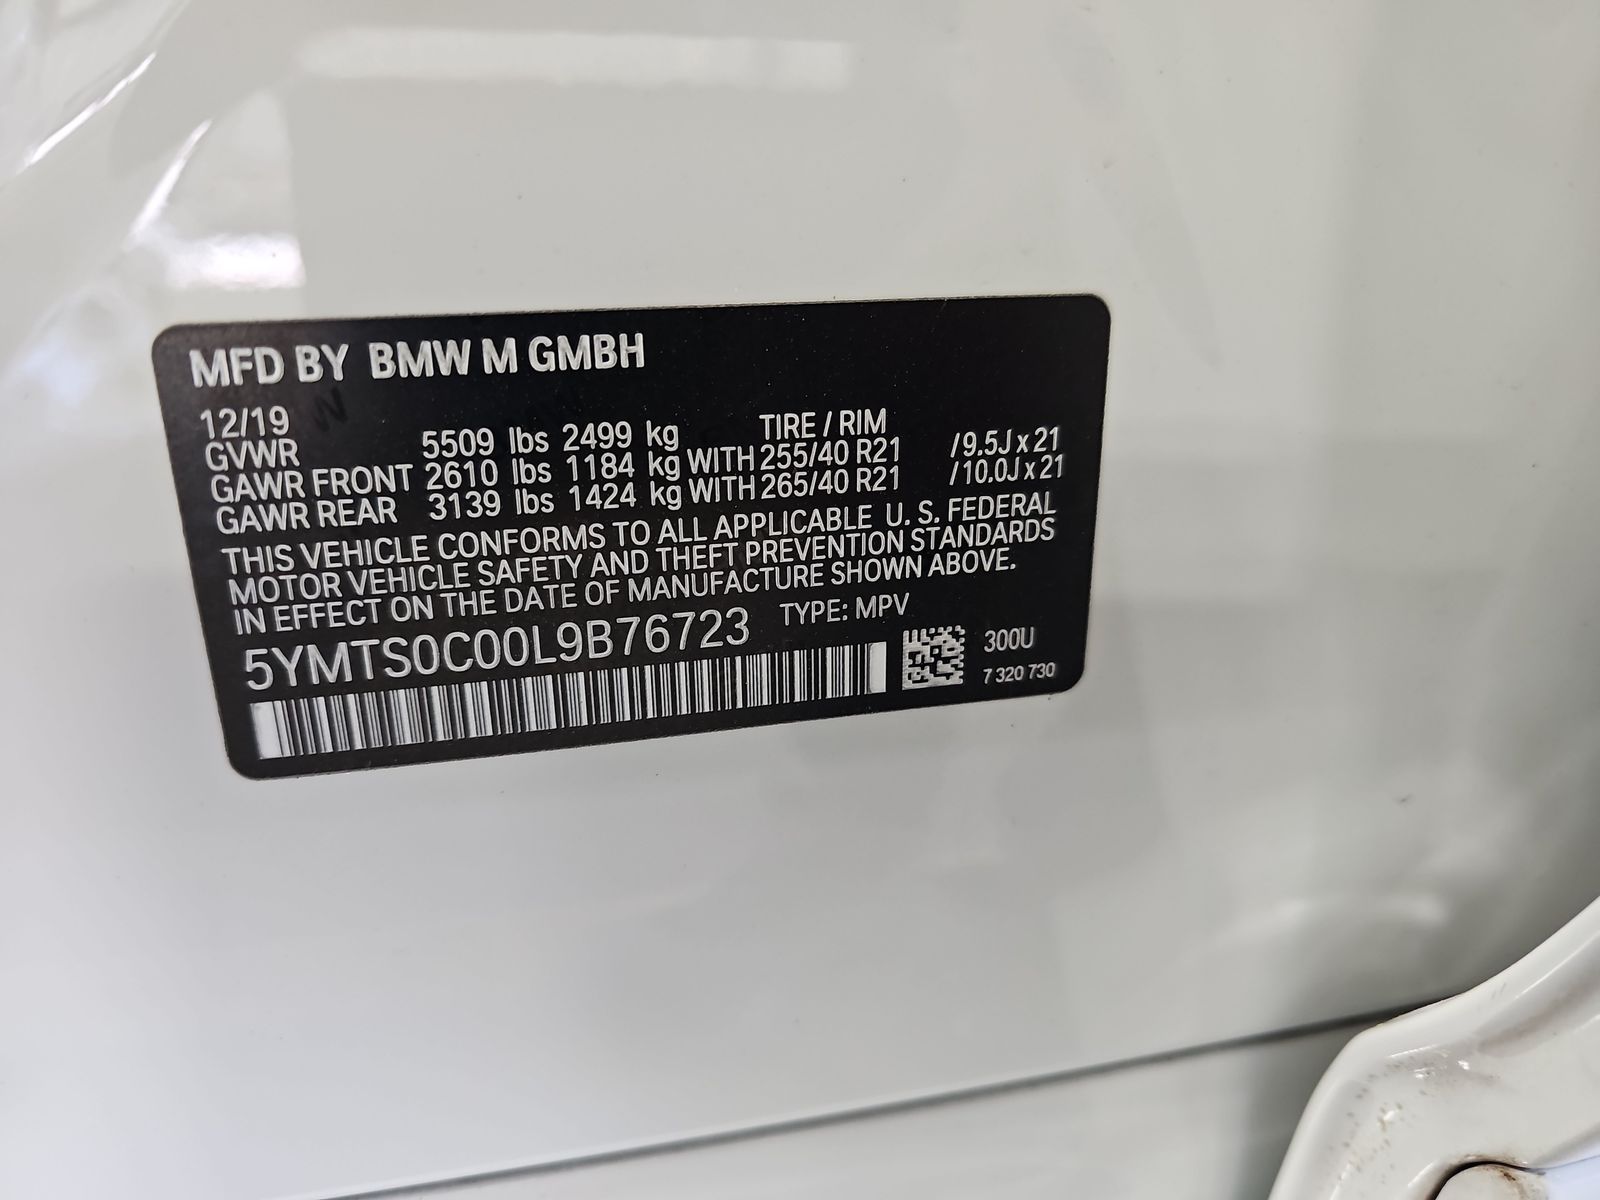 MFD BY BMW M GMBH
12/19
TIRE / RIM
GVWR 5509 lbs 2499 kg
GAWR FRONT 2610 lbs 1184 kg WITH 255/40 R21 /9.5J x 21
GAWR REAR 3139 lbs 1424 kg WITH 265/40 R21 /10.0J x 21
THIS VEHICLE CONFORMS TO ALL APPLICABLE U. S. FEDERAL
MOTOR VEHICLE SAFETY AND THEFT PREVENTION STANDARDS
IN EFFECT ON THE DATE OF MANUFACTURE SHOWN ABOVE.
5YMTS0C00L9B76723 TYPE: MPV
300U
7 320 730